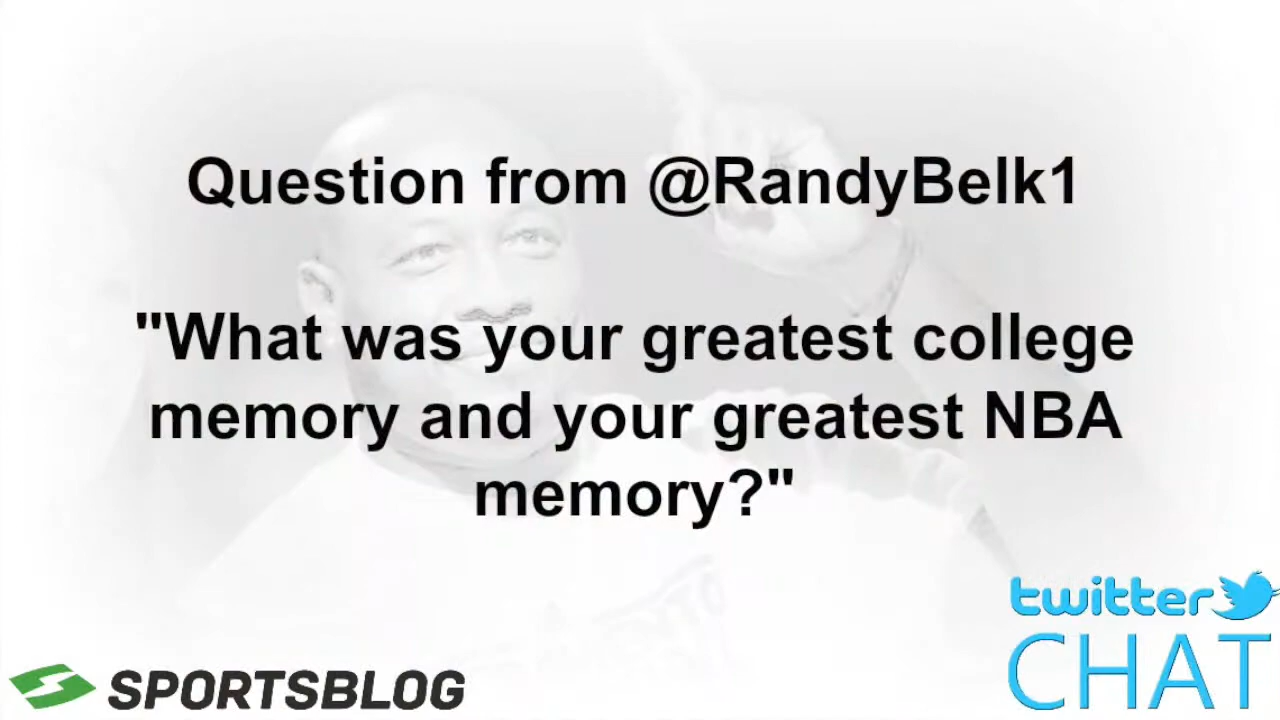 Question from @RandyBelk1
"What was your greatest college
memory and your greatest NBA
memory?"
twitter
CHAT
SPORTSBLOG